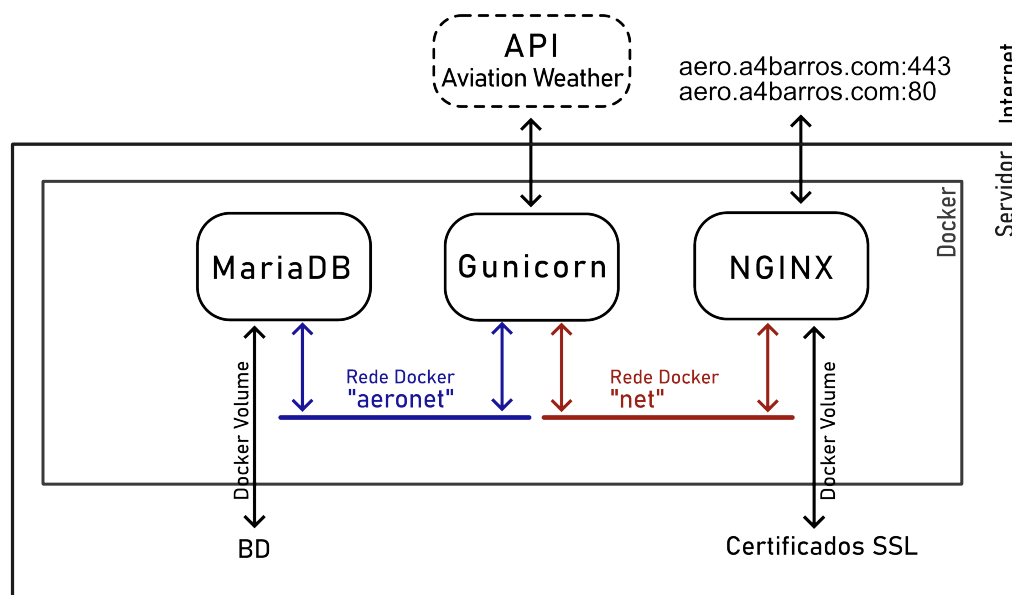 API
Aviation Weather
aero.a4barros.com:443
aero.a4barros.com:80
Internet
Servidor
Docker
MariaDB
Gunicorn
NGINX
Rede Docker
"aeronet"
Rede Docker
"net"
Docker Volume
Docker Volume
BD
Certificados SSL